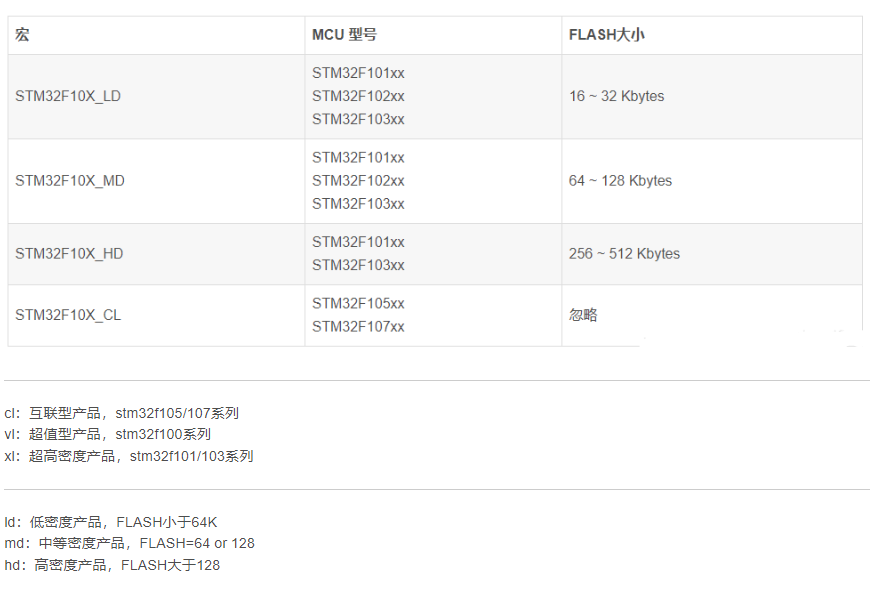 宏 MCU 型号 FLASH大小
STM32F101xx
STM32F10X_LD STM32F102xx 16 ~ 32 Kbytes
STM32F103xx
STM32F101xx
STM32F10X_MD STM32F102xx 64 ~ 128 Kbytes
STM32F103xx
STM32F10X_HD
STM32F101xx
STM32F103xx
256 ~ 512 Kbytes
STM32F10X_CL
STM32F105xx
STM32F107xx
忽略
cl：互联型产品，stm32f105/107系列
vl：超值型产品，stm32f100系列
xl：超高密度产品，stm32f101/103系列
ld：低密度产品，FLASH小于64K
md：中等密度产品，FLASH=64 or 128
hd：高密度产品，FLASH大于128